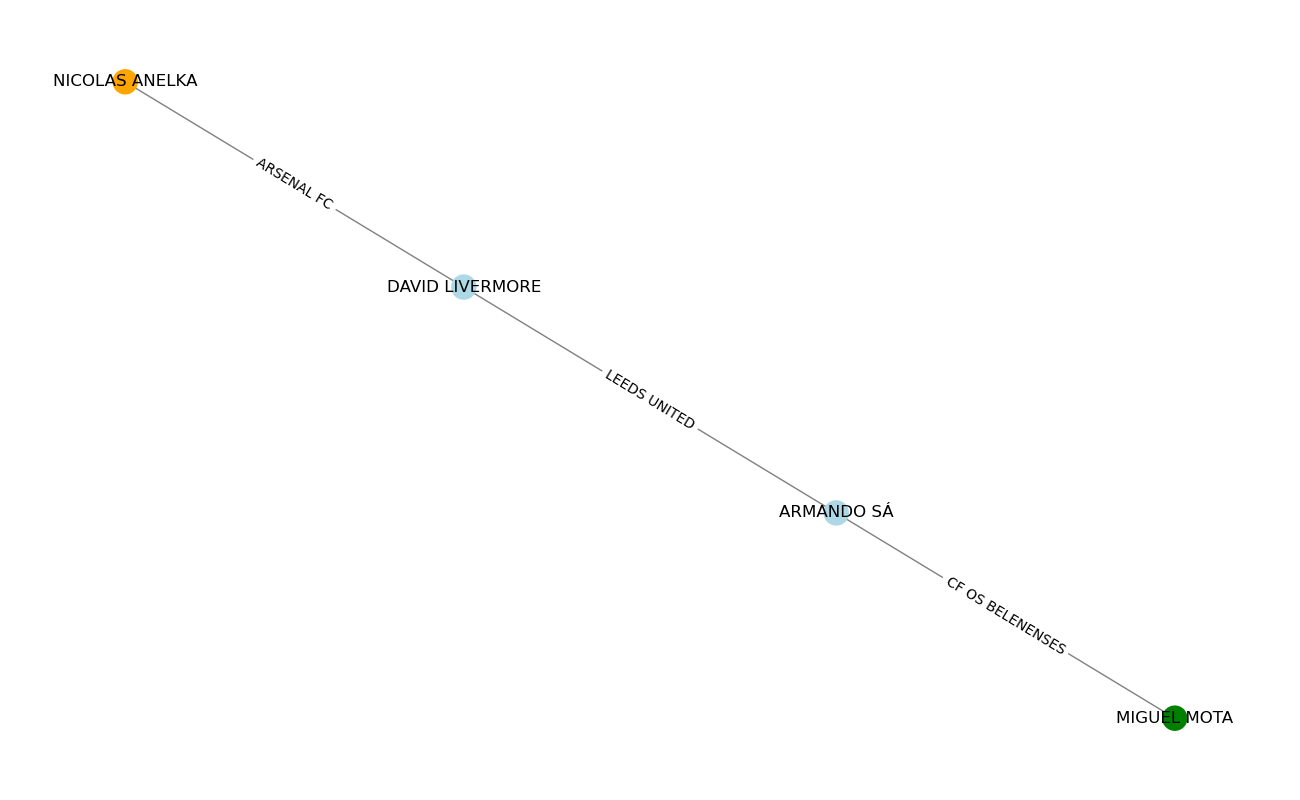 NICOLAS ANELKA
ARSENAL FC
DAVID LIVERMORE
LEEDS UNITED
ARMANDO SÁ
CF OS BELENENSES
MIGUEL MOTA